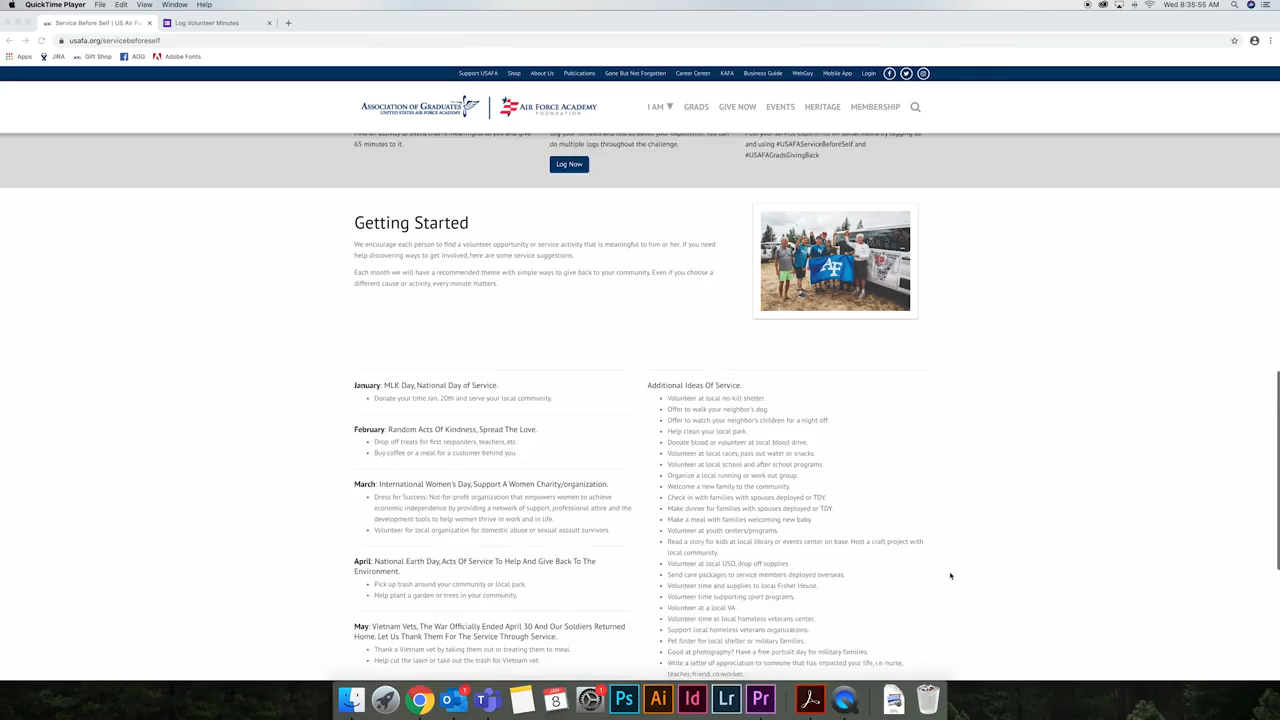 QuickTime Player File Edit View Window Help
Wed 8:35:55 AM
Service Before Self | US Air Fo
Log Volunteer Minutes
usafa.org/servicebeforeself
Apps JIRA Gift Shop AOG Adobe Fonts
Support USAFA Shop About Us Publications Gone But Not Forgotten Career Center KAFA Business Guide WebGuy Mobile App Login
ASSOCIATION OF GRADUATES
UNITED STATES AIR FORCE ACADEMY
AIR FORCE ACADEMY
FOUNDATION
I AM ▼ GRADS GIVE NOW EVENTS HERITAGE MEMBERSHIP
65 minutes to it.
do multiple logs throughout the challenge.
and using #USAFAServiceBeforeSelf and
#USAFAGradsGivingBack
Log Now
Getting Started
We encourage each person to find a volunteer opportunity or service activity that is meaningful to him or her. If you need
help discovering ways to get involved, here are some service suggestions.
Each month we will have a recommended theme with simple ways to give back to your community. Even if you choose a
different cause or activity, every minute matters.
AF
January: MLK Day, National Day of Service.
• Donate your time Jan. 20th and serve your local community.
February: Random Acts Of Kindness, Spread The Love.
• Drop off treats for first responders, teachers, etc.
• Buy coffee or a meal for a customer behind you.
March: International Women's Day, Support A Women Charity/organization.
• Dress for Success: Not-for-profit organization that empowers women to achieve
economic independence by providing a network of support, professional attire and the
development tools to help women thrive in work and in life.
• Volunteer for local organization for domestic abuse or sexual assault survivors.
April: National Earth Day, Acts Of Service To Help And Give Back To The
Environment.
• Pick up trash around your community or local park.
• Help plant a garden or trees in your community.
May: Vietnam Vets, The War Officially Ended April 30 And Our Soldiers Returned
Home. Let Us Thank Them For The Service Through Service.
• Thank a Vietnam vet by taking them out or treating them to meal.
• Help cut the lawn or take out the trash for Vietnam vet.
Additional Ideas Of Service.
• Volunteer at local no-kill shelter.
• Offer to walk your neighbor's dog.
• Offer to watch your neighbor's children for a night off.
• Help clean your local park.
• Donate blood or volunteer at local blood drive.
• Volunteer at local races, pass out water or snacks.
• Volunteer at local school and after school programs.
• Organize a local running or work out group.
• Welcome a new family to the community.
• Check in with families with spouses deployed or TDY.
• Make dinner for families with spouses deployed or TDY.
• Make a meal with families welcoming new baby.
• Volunteer at youth centers/programs.
• Read a story for kids at local library or events center on base. Host a craft project with
local community.
• Volunteer at local USO, drop off supplies.
• Send care packages to service members deployed overseas.
• Volunteer time and supplies to local Fisher House.
• Volunteer time supporting sport programs.
• Volunteer at a local VA.
• Volunteer time at local homeless veterans center.
• Support local homeless veterans organizations.
• Pet foster for local shelter or military families.
• Good at photography? Have a free portrait day for military families.
• Write a letter of appreciation to someone that has impacted your life, i.e. nurse,
teacher, friend, co-worker.
1 JAN 8 1 Ps Ai Id Lr Pr